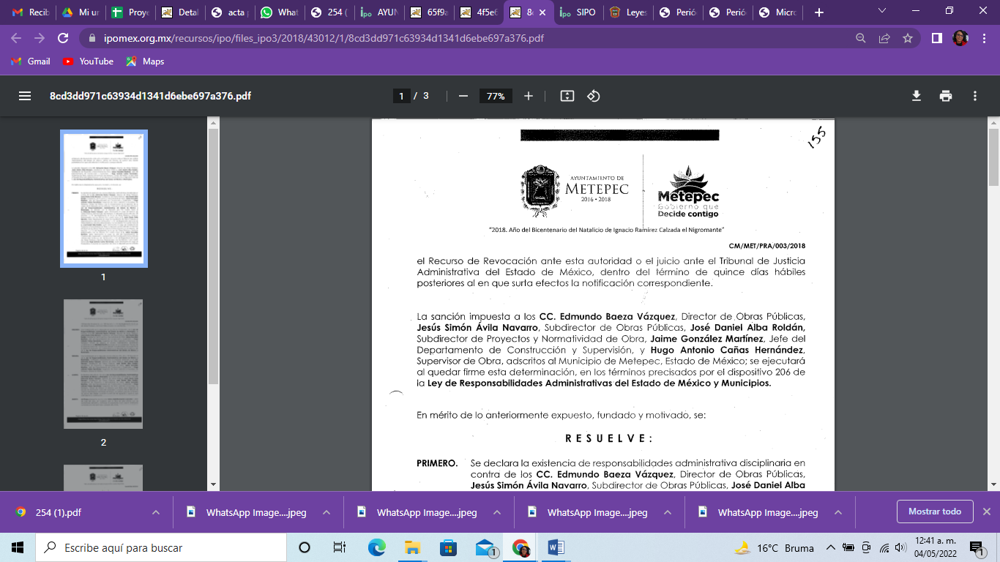 Recib
Mi ur
Proye
Detal
acta p
What
254 (
AYUN
65f9a
4f5e6
8
SIPO
Leyes
Perió
Perió
Micro
ipomex.org.mx/recursos/ipo/files_ipo3/2018/43012/1/8cd3dd971c63934d1341d6ebe697a376.pdf
Gmail
YouTube
Maps
8cd3dd971c63934d1341d6ebe697a376.pdf
1 / 3
77%
1
2
155
AYUNTAMIENTO DE
METEPEC
2016 • 2018
Metepec
Gobierno que
Decide contigo
"2018. Año del Bicentenario del Natalicio de Ignacio Ramírez Calzada el Nigromante"
CM/MET/PRA/003/2018
el Recurso de Revocación ante esta autoridad o el juicio ante el Tribunal de Justicia
Administrativa del Estado de México, dentro del término de quince días hábiles
posteriores al en que surta efectos la notificación correspondiente.
La sanción impuesta a los CC. Edmundo Baeza Vázquez, Director de Obras Públicas,
Jesús Simón Ávila Navarro, Subdirector de Obras Públicas, José Daniel Alba Roldán,
Subdirector de Proyectos y Normatividad de Obra, Jaime González Martínez, Jefe del
Departamento de Construcción y Supervisión, y Hugo Antonio Cañas Hernández,
Supervisor de Obra, adscritos al Municipio de Metepec, Estado de México; se ejecutará
al quedar firme esta determinación, en los términos precisados por el dispositivo 206 de
la Ley de Responsabilidades Administrativas del Estado de México y Municipios.
En mérito de lo anteriormente expuesto, fundado y motivado, se:
R E S U E L V E :
PRIMERO. Se declara la existencia de responsabilidades administrativa disciplinaria en
contra de los CC. Edmundo Baeza Vázquez, Director de Obras Públicas,
Jesús Simón Ávila Navarro, Subdirector de Obras Públicas, José Daniel Alba
254 (1).pdf
WhatsApp Image....jpeg
WhatsApp Image....jpeg
WhatsApp Image....jpeg
WhatsApp Image....jpeg
Mostrar todo
Escribe aquí para buscar
1
16°C Bruma
12:41 a. m.
04/05/2022
1